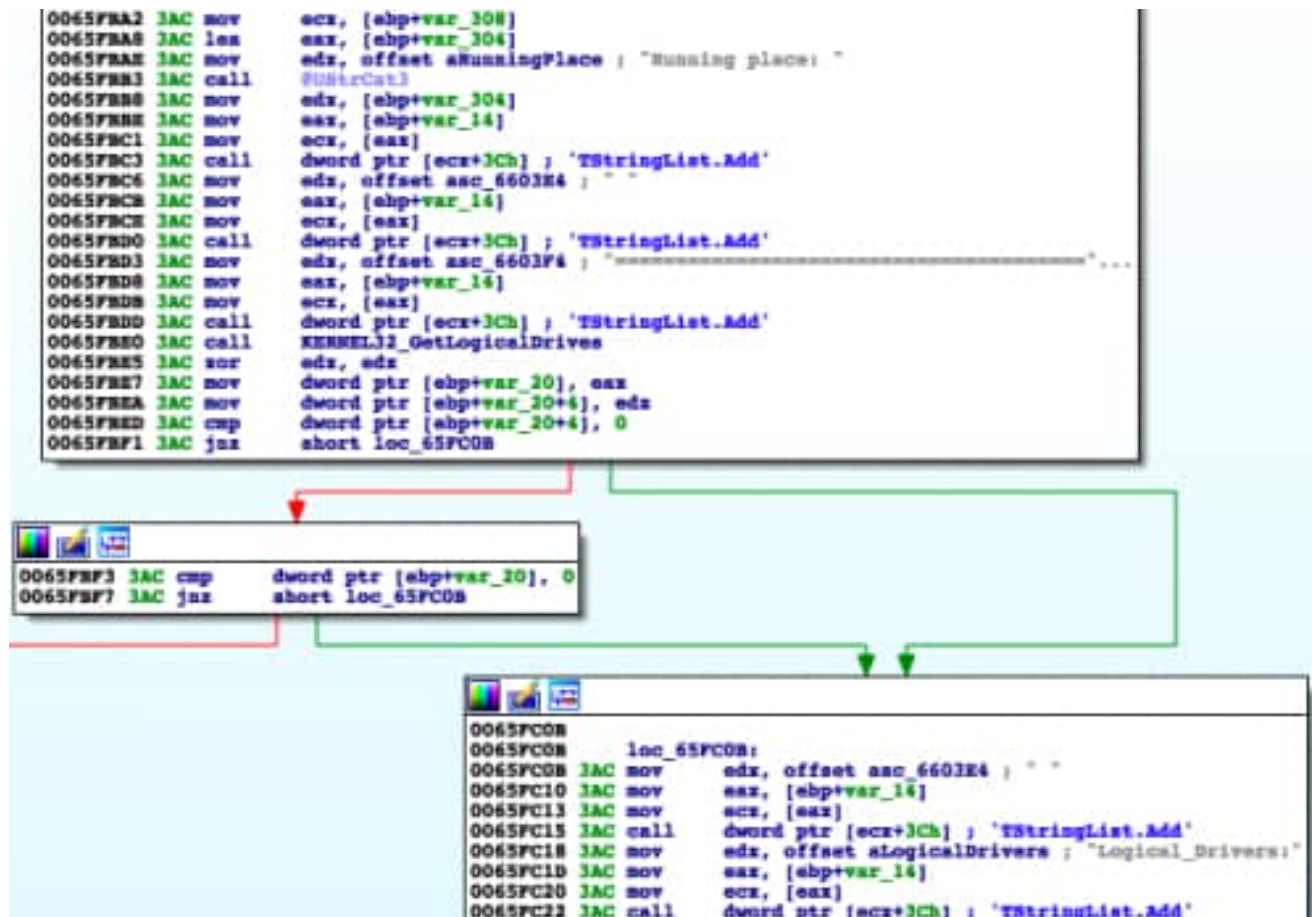 0065FBA2 3AC mov ecx, [ebp+var_308]
0065FBA8 3AC lea eax, [ebp+var_304]
0065FBAE 3AC mov edx, offset aRunningPlace ; "Running place: "
0065FBB3 3AC call @UStrCat3
0065FBB8 3AC mov edx, [ebp+var_304]
0065FBBE 3AC mov eax, [ebp+var_14]
0065FBC1 3AC mov ecx, [eax]
0065FBC3 3AC call dword ptr [ecx+3Ch] ; 'TStringList.Add'
0065FBC6 3AC mov edx, offset asc_6603E4 ; " "
0065FBCB 3AC mov eax, [ebp+var_14]
0065FBCE 3AC mov ecx, [eax]
0065FBD0 3AC call dword ptr [ecx+3Ch] ; 'TStringList.Add'
0065FBD3 3AC mov edx, offset asc_6603F4 ; "======================================"...
0065FBD8 3AC mov eax, [ebp+var_14]
0065FBDB 3AC mov ecx, [eax]
0065FBDD 3AC call dword ptr [ecx+3Ch] ; 'TStringList.Add'
0065FBE0 3AC call KERNEL32_GetLogicalDrives
0065FBE5 3AC xor edx, edx
0065FBE7 3AC mov dword ptr [ebp+var_20], eax
0065FBEA 3AC mov dword ptr [ebp+var_20+4], edx
0065FBED 3AC cmp dword ptr [ebp+var_20+4], 0
0065FBF1 3AC jnz short loc_65FC0B
0065FBF3 3AC cmp dword ptr [ebp+var_20], 0
0065FBF7 3AC jnz short loc_65FC0B
0065FC0B
0065FC0B loc_65FC0B:
0065FC0B 3AC mov edx, offset asc_6603E4 ; " "
0065FC10 3AC mov eax, [ebp+var_14]
0065FC13 3AC mov ecx, [eax]
0065FC15 3AC call dword ptr [ecx+3Ch] ; 'TStringList.Add'
0065FC18 3AC mov edx, offset aLogicalDrivers ; "Logical_Drivers:"
0065FC1D 3AC mov eax, [ebp+var_14]
0065FC20 3AC mov ecx, [eax]
0065FC22 3AC call dword ptr [ecx+3Ch] ; 'TStringList.Add'